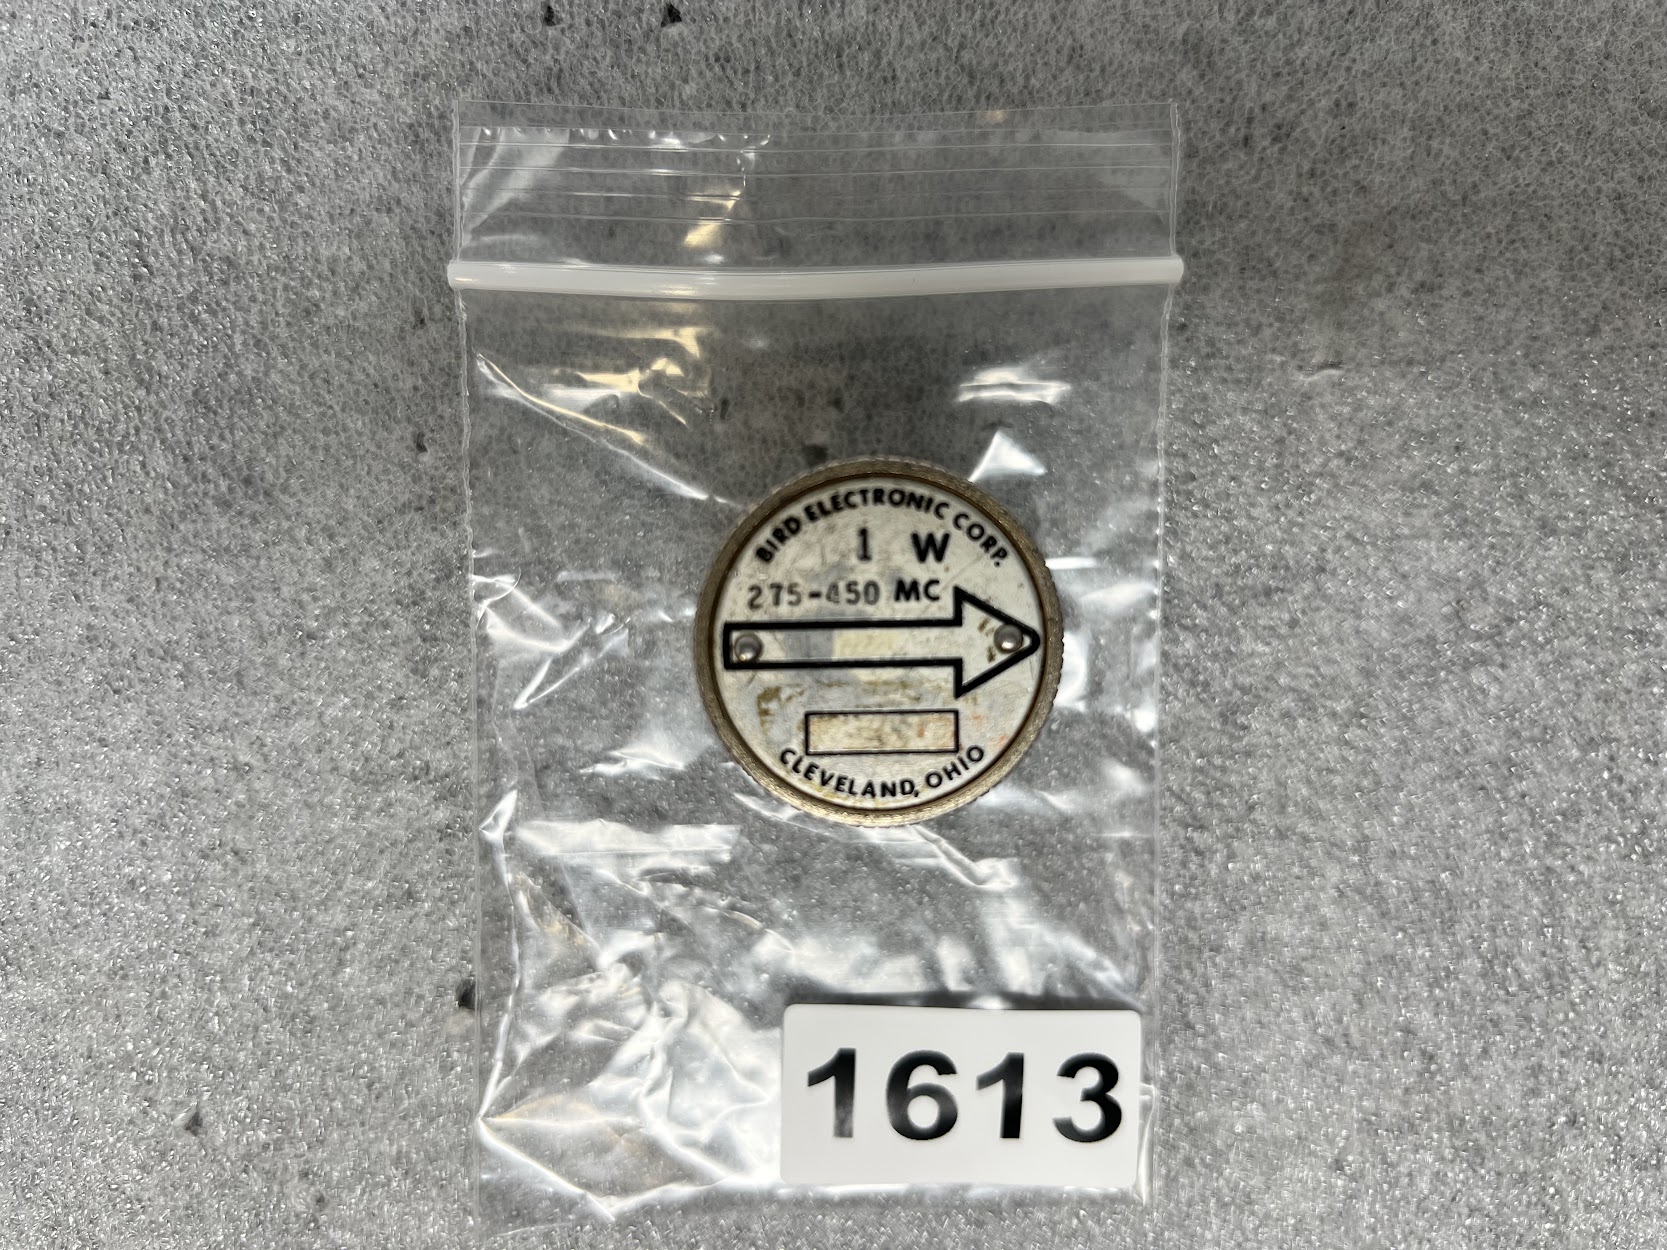 BIRD ELECTRONIC CORP.
1 W
275-450 MC
CLEVELAND, OHIO
1613